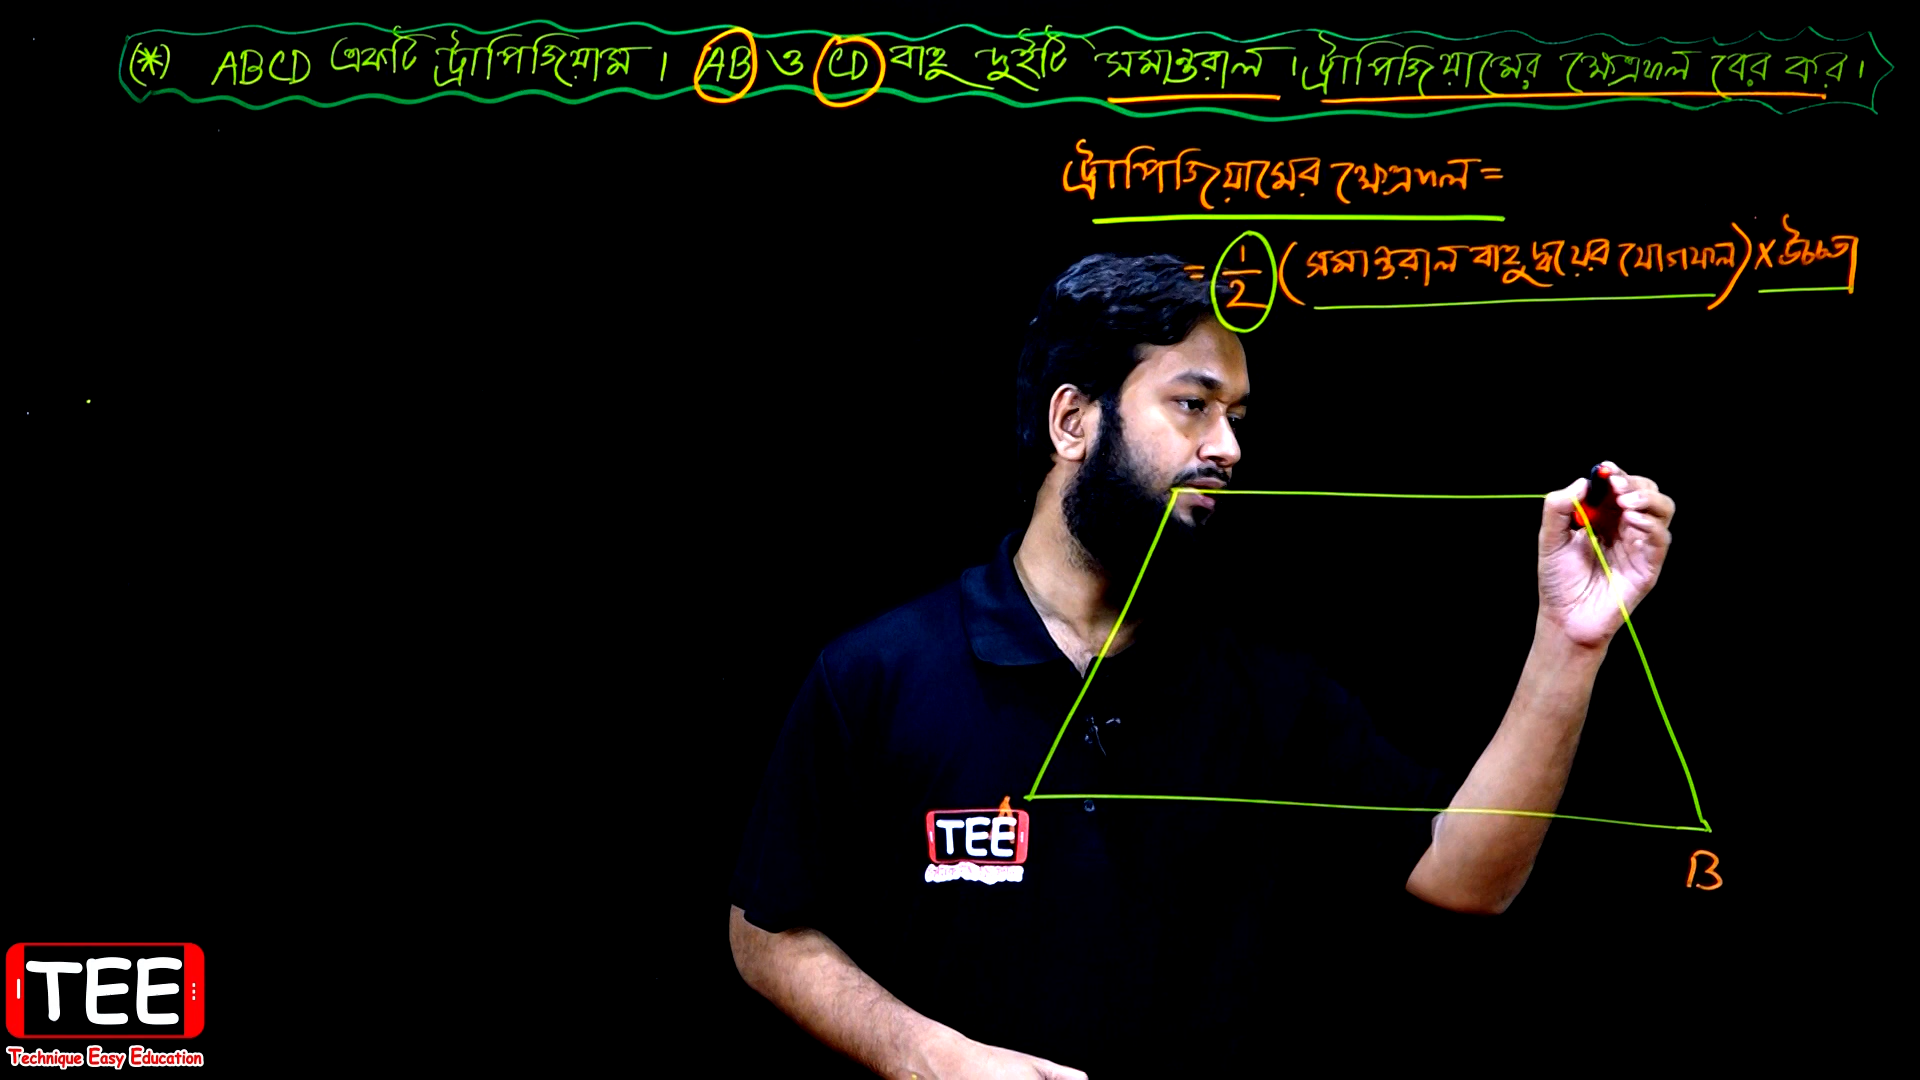 (*) ABCD একটি ট্রাপিজিয়াম। AB ও CD বাহু দুইটি সমান্তরাল। ট্রাপিজিয়ামের ক্ষেত্রফল বের কর।
ট্রাপিজিয়ামের ক্ষেত্রফল =
= 1/2 (সমান্তরাল বাহুদ্বয়ের যোগফল) × উচ্চতা
A
TEE
B
TEE
Technique Easy Education